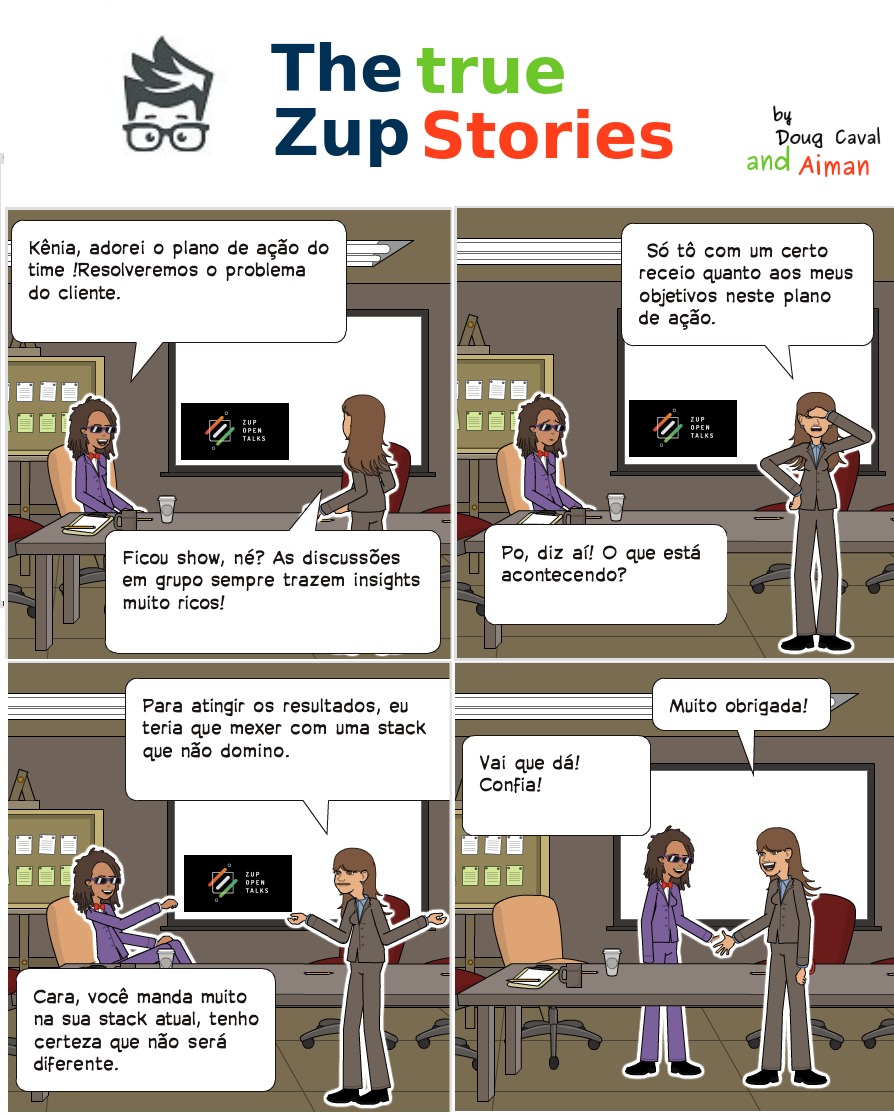 The true
Zup Stories
by
Doug Caval
and Aiman
Kênia, adorei o plano de ação do
time !Resolveremos o problema
do cliente.
ZUP
OPEN
TALKS
Ficou show, né? As discussões
em grupo sempre trazem insights
muito ricos!
Só tô com um certo
receio quanto aos meus
objetivos neste plano
de ação.
ZUP
OPEN
TALKS
Po, diz aí! O que está
acontecendo?
Para atingir os resultados, eu
teria que mexer com uma stack
que não domino.
ZUP
OPEN
TALKS
Cara, você manda muito
na sua stack atual, tenho
certeza que não será
diferente.
Muito obrigada!
Vai que dá!
Confia!